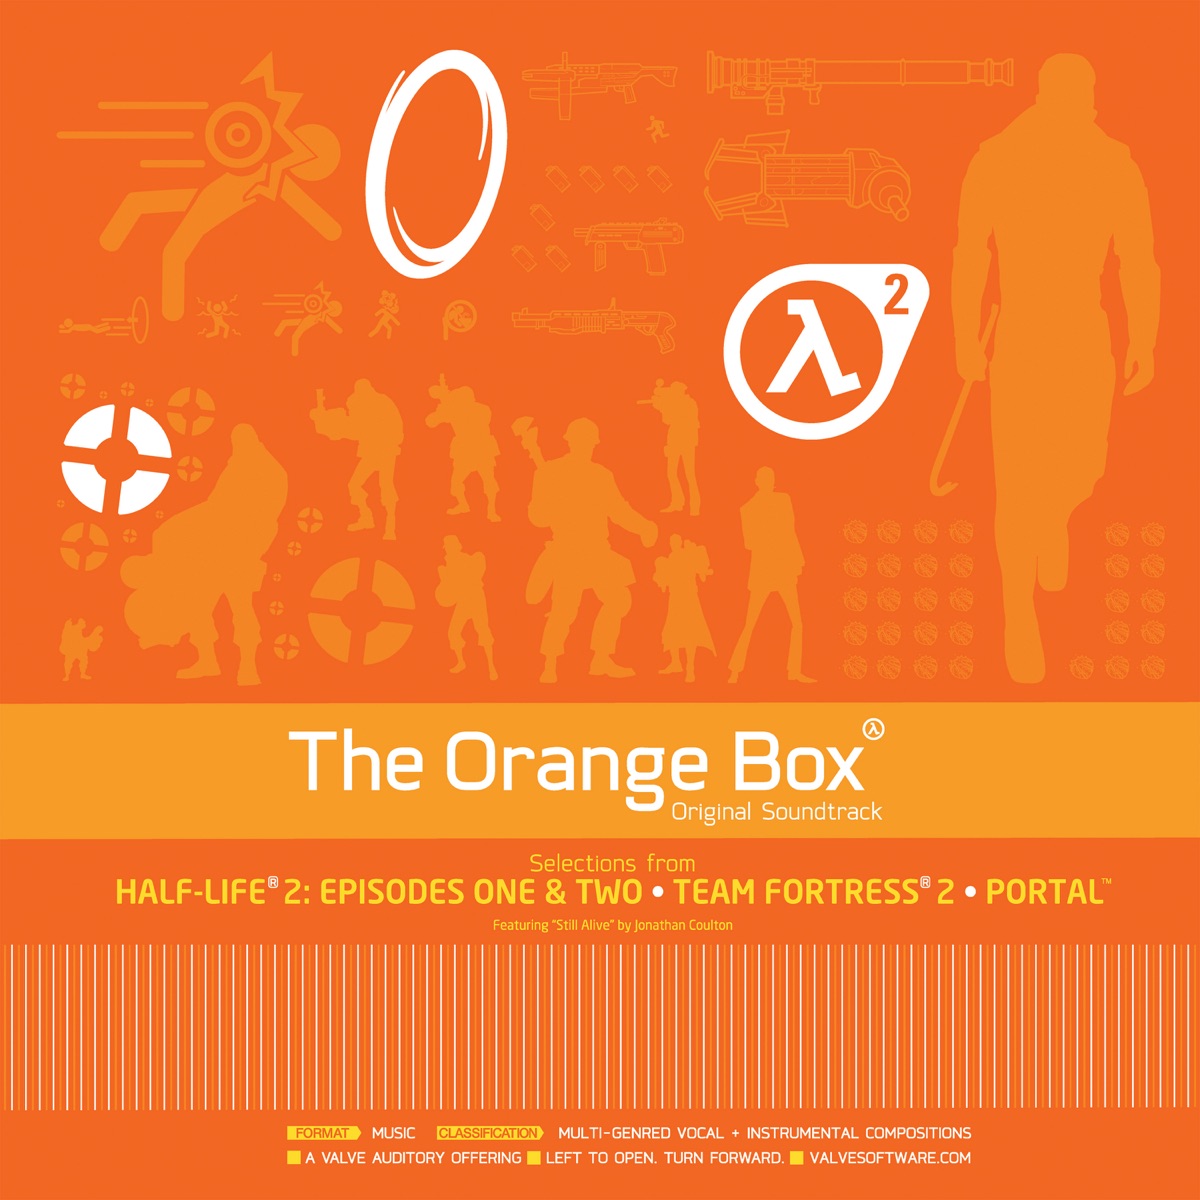 λ2
The Orange Box λ
Original Soundtrack
Selections from
HALF-LIFE® 2: EPISODES ONE & TWO • TEAM FORTRESS® 2 • PORTAL™
Featuring "Still Alive" by Jonathan Coulton
FORMAT MUSIC CLASSIFICATION MULTI-GENRED VOCAL + INSTRUMENTAL COMPOSITIONS
A VALVE AUDITORY OFFERING LEFT TO OPEN. TURN FORWARD. VALVESOFTWARE.COM